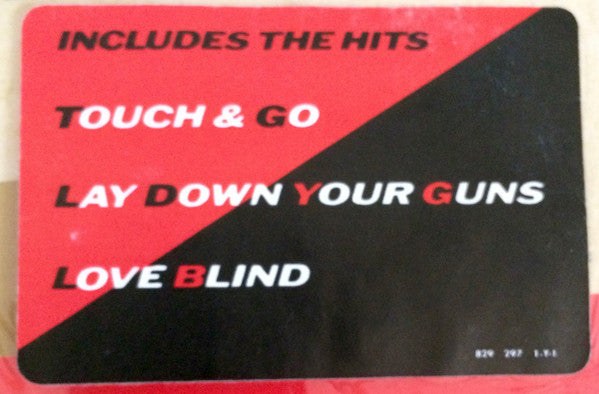 INCLUDES THE HITS
TOUCH & GO
LAY DOWN YOUR GUNS
LOVE BLIND
829 297 1-Y-1